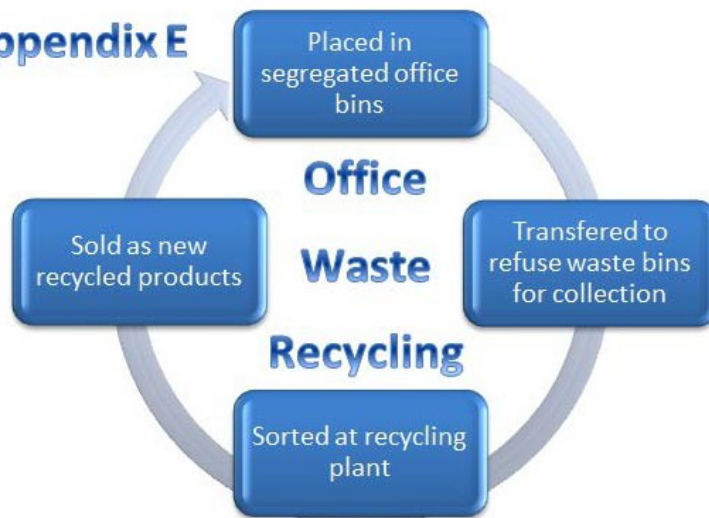 ppendix E
Placed in
segregated office
bins
Office
Waste
Recycling
Transfered to
refuse waste bins
for collection
Sorted at recycling
plant
Sold as new
recycled products